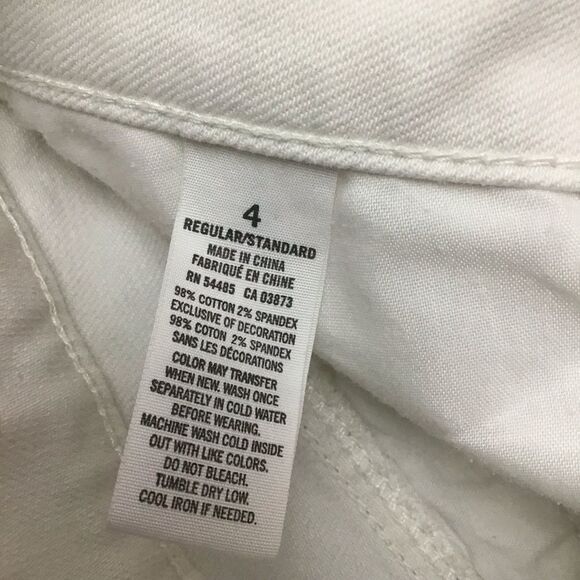 4
REGULAR/STANDARD
MADE IN CHINA
FABRIQUÉ EN CHINE
RN 54485 CA 03873
98% COTTON 2% SPANDEX
EXCLUSIVE OF DECORATION
98% COTON 2% SPANDEX
SANS LES DÉCORATIONS
COLOR MAY TRANSFER
WHEN NEW. WASH ONCE
SEPARATELY IN COLD WATER
BEFORE WEARING.
MACHINE WASH COLD INSIDE
OUT WITH LIKE COLORS.
DO NOT BLEACH.
TUMBLE DRY LOW.
COOL IRON IF NEEDED.